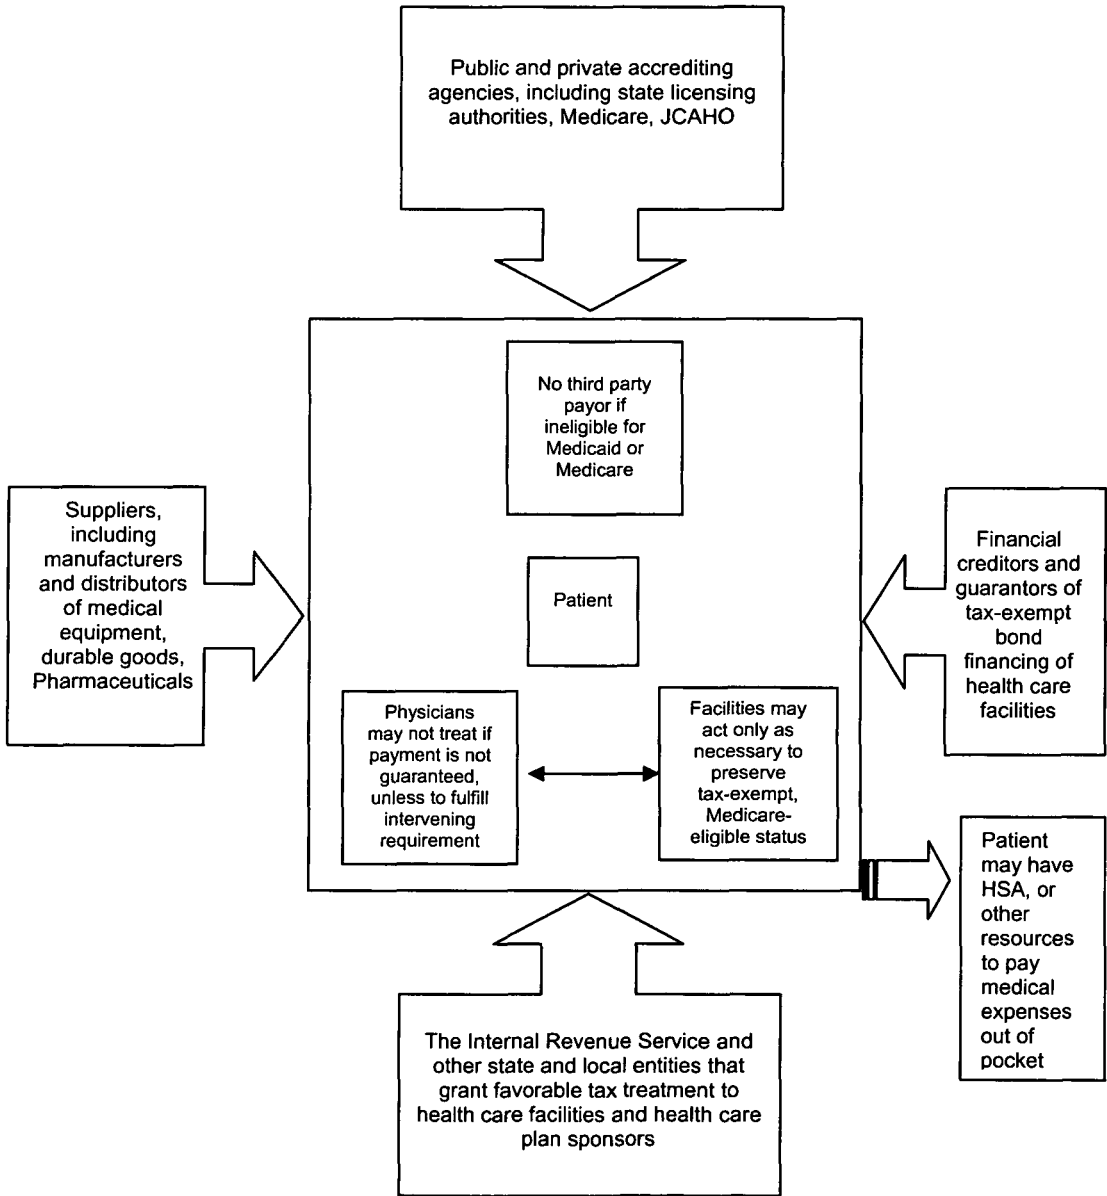 Public and private accrediting
agencies, including state licensing
authorities, Medicare, JCAHO
No third party
payor if
ineligible for
Medicaid or
Medicare
Suppliers,
including
manufacturers
and distributors
of medical
equipment,
durable goods,
Pharmaceuticals
Patient
Financial
creditors and
guarantors of
tax-exempt
bond
financing of
health care
facilities
Physicians
may not treat if
payment is not
guaranteed,
unless to fulfill
intervening
requirement
Facilities may
act only as
necessary to
preserve
tax-exempt,
Medicare-
eligible status
Patient
may have
HSA, or
other
resources
to pay
medical
expenses
out of
pocket
The Internal Revenue Service and
other state and local entities that
grant favorable tax treatment to
health care facilities and health care
plan sponsors